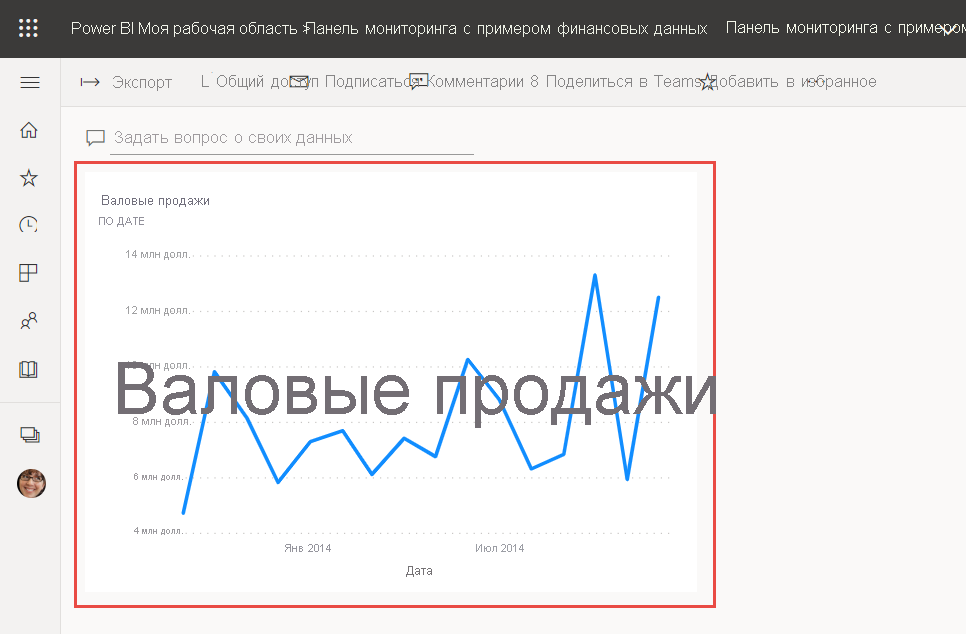 Power BI Моя рабочая область > Панель мониторинга с примером финансовых данных Панель мониторинга с примером
Экспорт Общий доступ Подписаться Комментарии 8 Поделиться в Teams Добавить в избранное
Задать вопрос о своих данных
Валовые продажи
ПО ДАТЕ
14 млн долл.
12 млн долл.
10 млн долл.
Валовые продажи
8 млн долл.
6 млн долл.
4 млн долл.
Янв 2014 Июл 2014
Дата